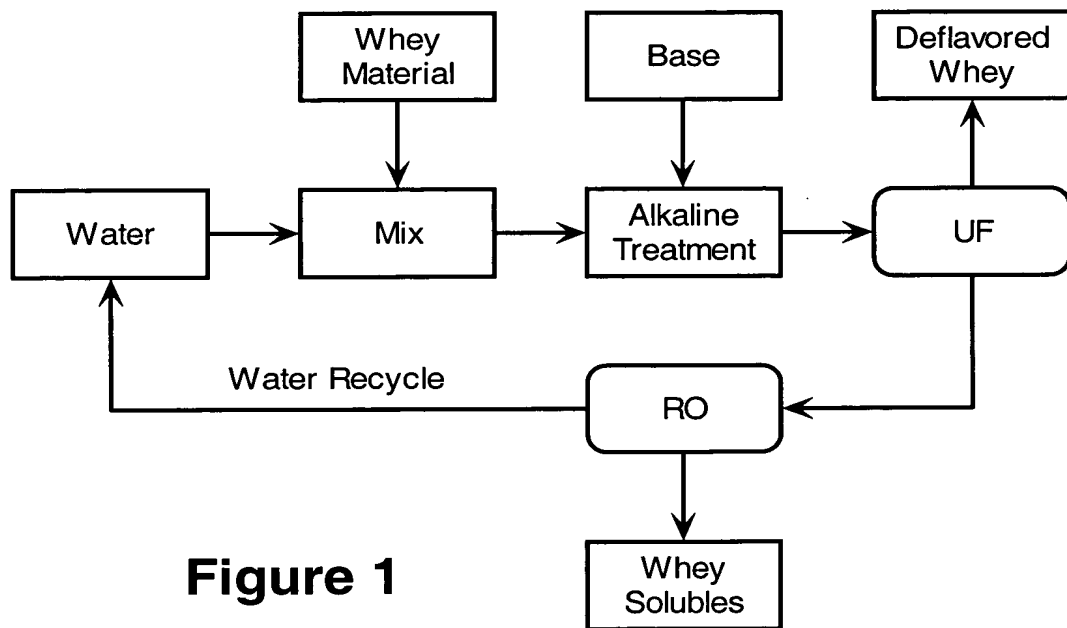 Whey
Material
Base
Deflavored
Whey
Water
Mix
Alkaline
Treatment
UF
Water Recycle
RO
Whey
Solubles
Figure 1